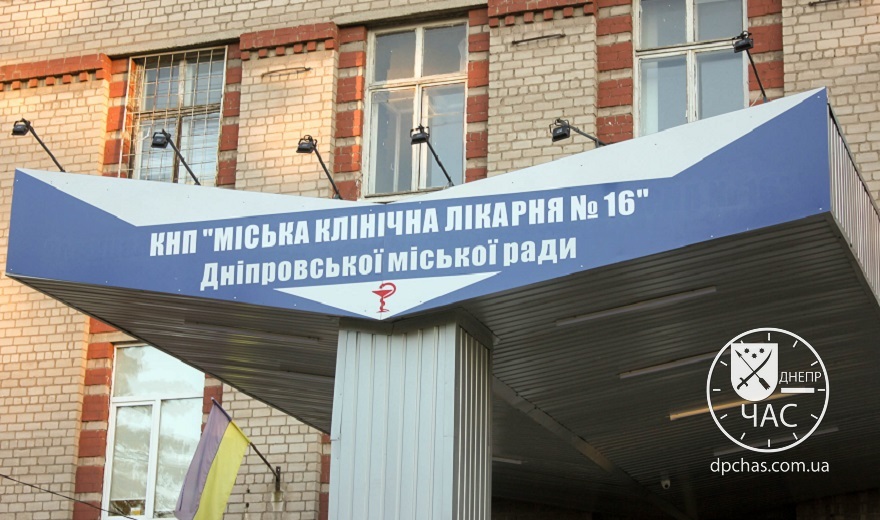 КНП "МІСЬКА КЛІНІЧНА ЛІКАРНЯ № 16"
Дніпровської міської ради
ДНЕПР
ЧАС
dpchas.com.ua